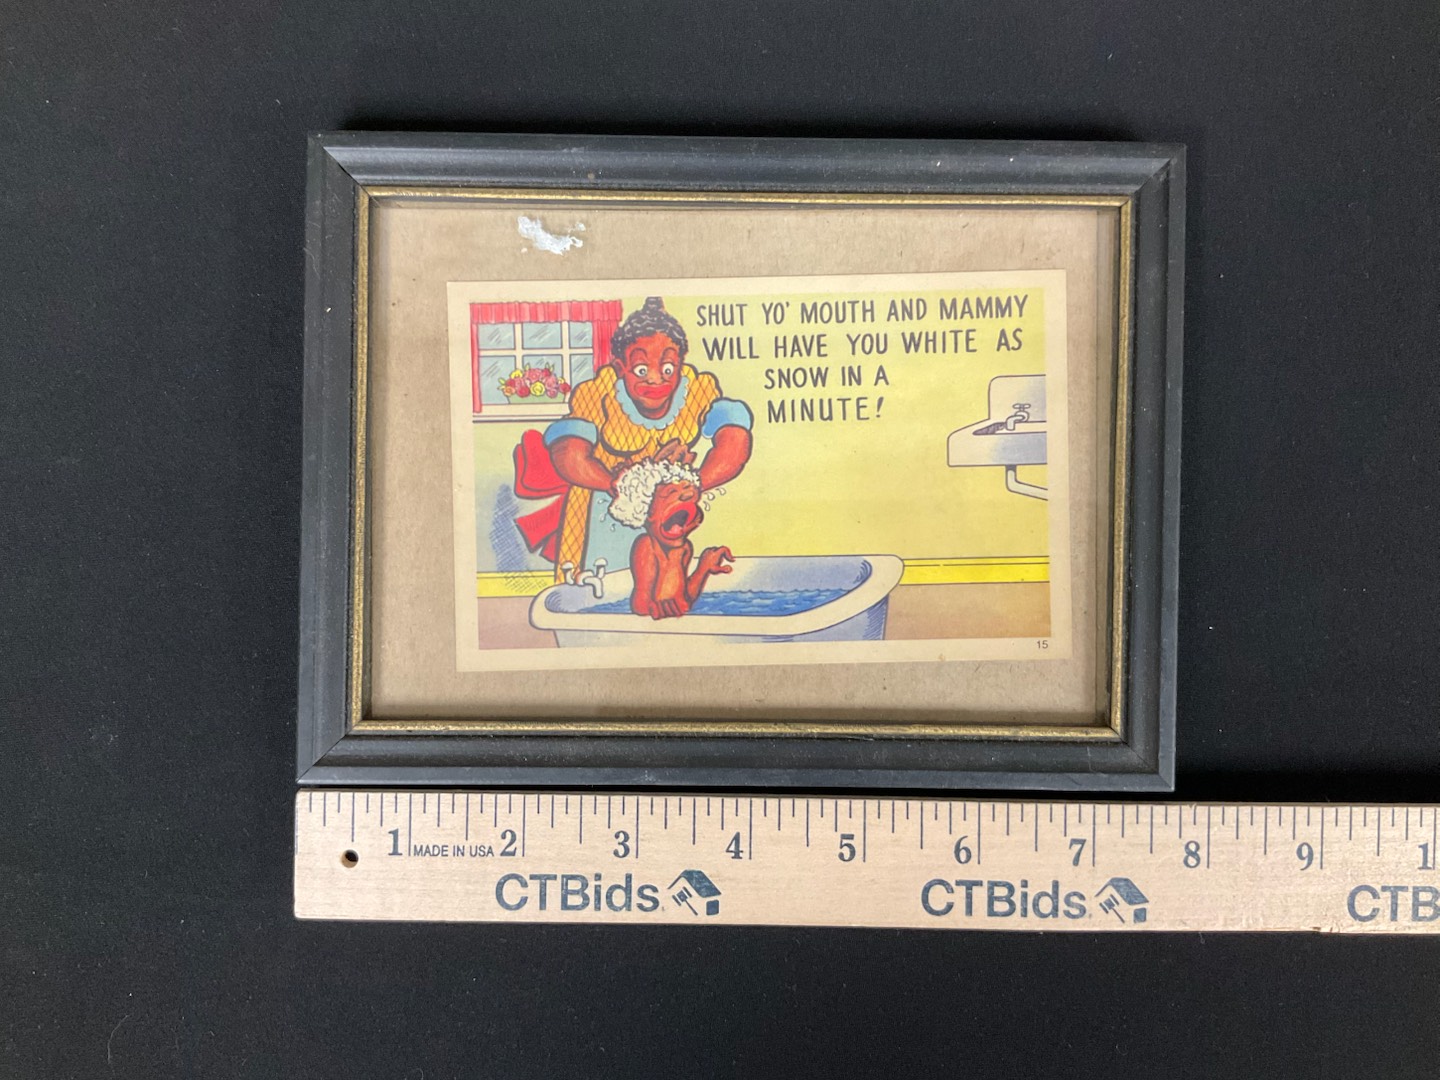 SHUT YO' MOUTH AND MAMMY
WILL HAVE YOU WHITE AS
SNOW IN A
MINUTE!
15
1 MADE IN USA 2 3 4 5 6 7 8 9 1
CTBids. CTBids. CTB